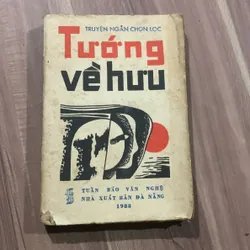 TRUYỆN NGẮN CHỌN LỌC
Tướng
về hưu
TUẦN BÁO VĂN NGHỆ
NHÀ XUẤT BẢN ĐÀ NẴNG
1988